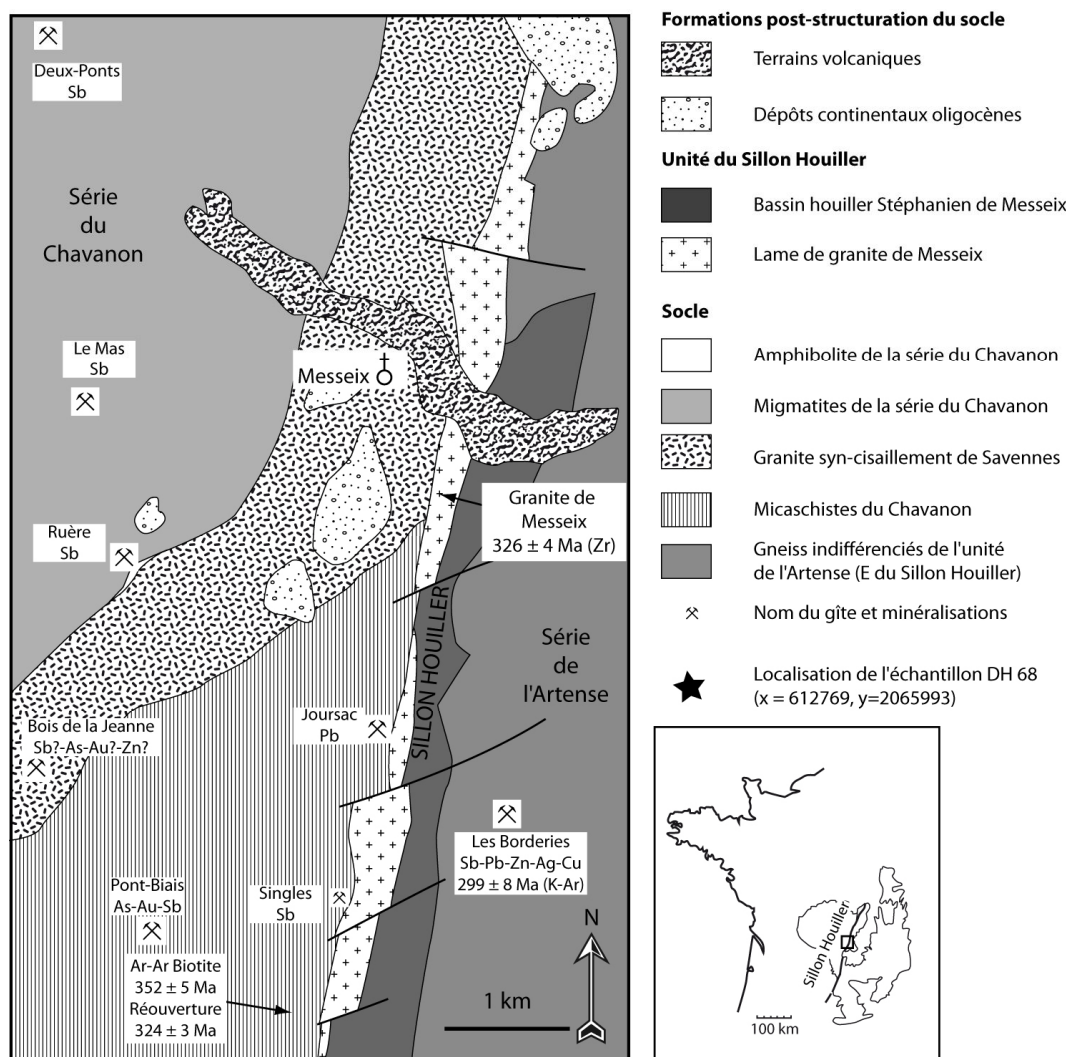 Deux-Ponts
Sb
Série
du
Chavanon
Le Mas
Sb
Messeix
Ruère
Sb
Granite de
Messeix
326 ± 4 Ma (Zr)
SILLON HOUILLER
Série
de
l'Artense
Joursac
Pb
Bois de la Jeanne
Sb?-As-Au?-Zn?
Les Borderies
Sb-Pb-Zn-Ag-Cu
299 ± 8 Ma (K-Ar)
Pont-Biais
As-Au-Sb
Singles
Sb
Ar-Ar Biotite
352 ± 5 Ma
Réouverture
324 ± 3 Ma
N
1 km
Formations post-structuration du socle
Terrains volcaniques
Dépôts continentaux oligocènes
Unité du Sillon Houiller
Bassin houiller Stéphanien de Messeix
Lame de granite de Messeix
Socle
Amphibolite de la série du Chavanon
Migmatites de la série du Chavanon
Granite syn-cisaillement de Savennes
Micaschistes du Chavanon
Gneiss indifférenciés de l'unité
de l'Artense (E du Sillon Houiller)
Nom du gîte et minéralisations
Localisation de l'échantillon DH 68
(x = 612769, y=2065993)
Sillon Houiller
100 km